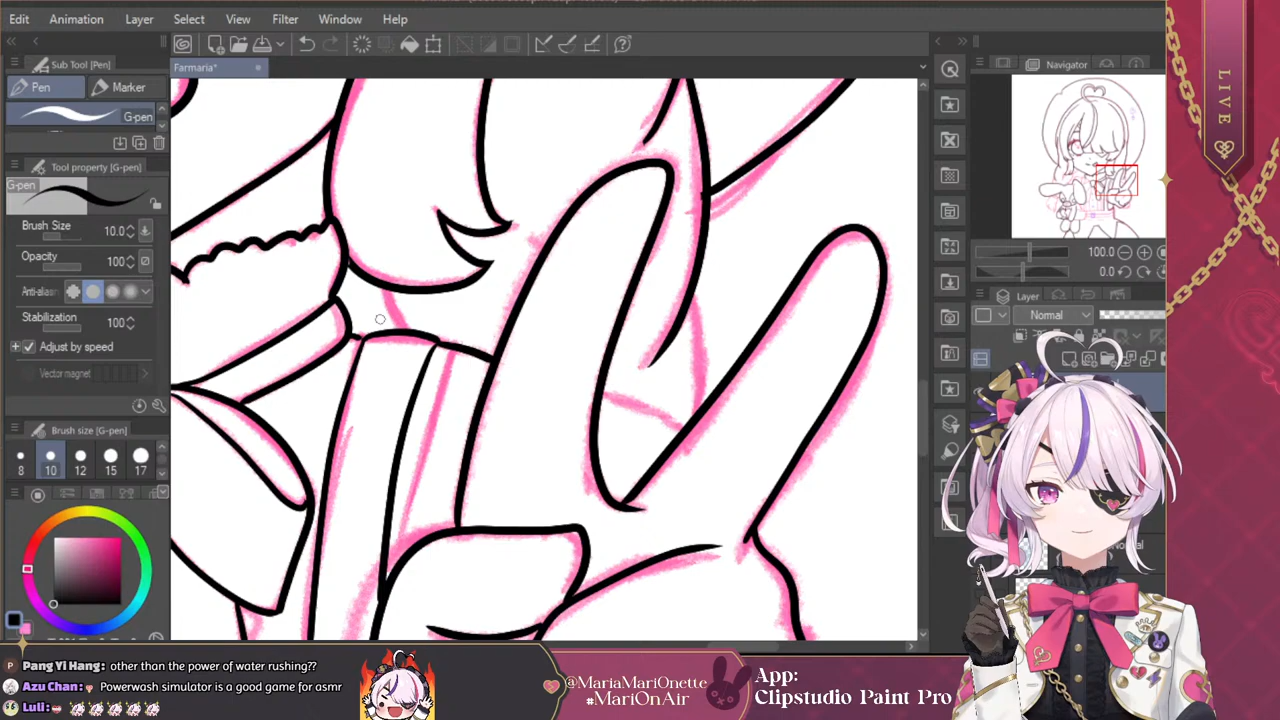 Edit Animation Layer Select View Filter Window Help
Sub Tool [Pen]
Farmaria*
Navigator
Pen Marker
G-pen
Tool property [G-pen]
G-pen
Brush Size 10.0
Opacity 100
Anti-alias
Stabilization 100
Adjust by speed
Vector magnet
Brush size [G-pen]
8 10 12 15 17
100.0
0.0
Layer
Normal
LIVE
Pang Yi Hang: other than the power of water rushing??
Azu Chan: Powerwash simulator is a good game for asmr
Luli:
@MariaMariOnette
#MariOnAir
App:
Clipstudio Paint Pro